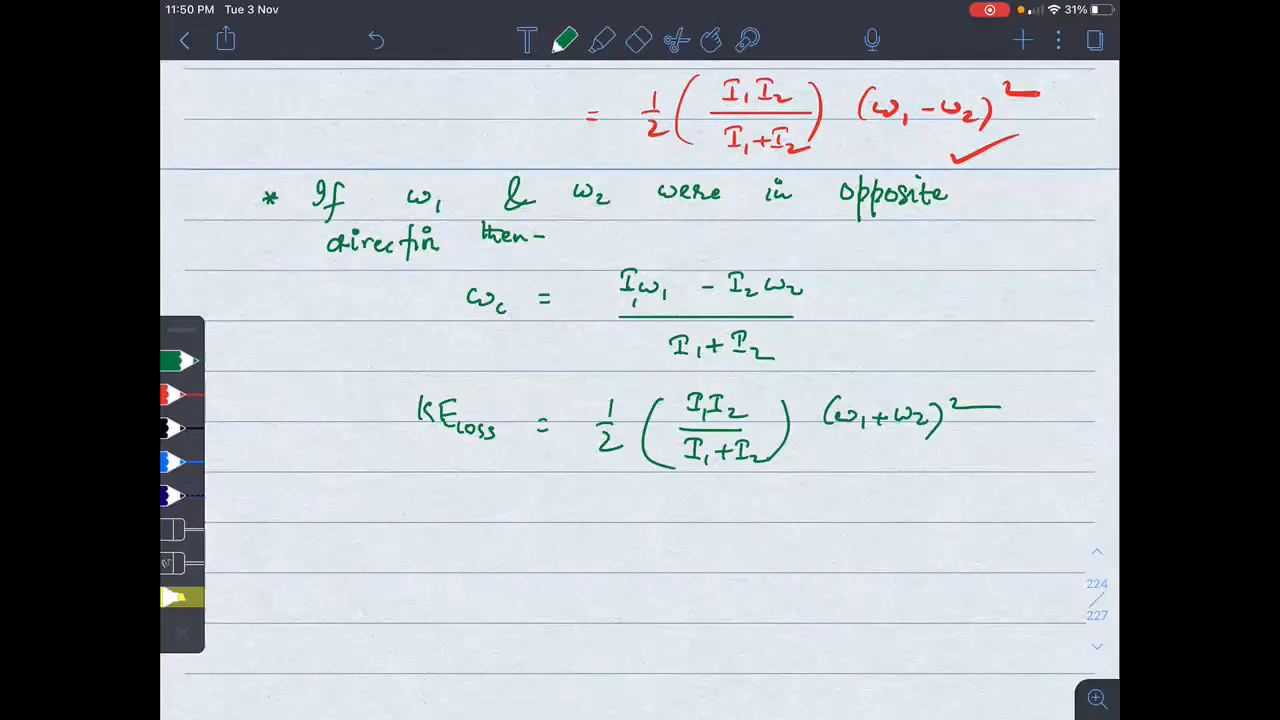 11:50 PM Tue 3 Nov 31%
= 1/2 ( I₁I₂ / I₁+I₂ ) (ω₁-ω₂)²
* If ω₁ & ω₂ were in opposite
directin then-
ω꜀ = I₁ω₁ - I₂ω₂ / I₁+I₂
KE_Loss = 1/2 ( I₁I₂ / I₁+I₂ ) (ω₁+ω₂)²
224
227